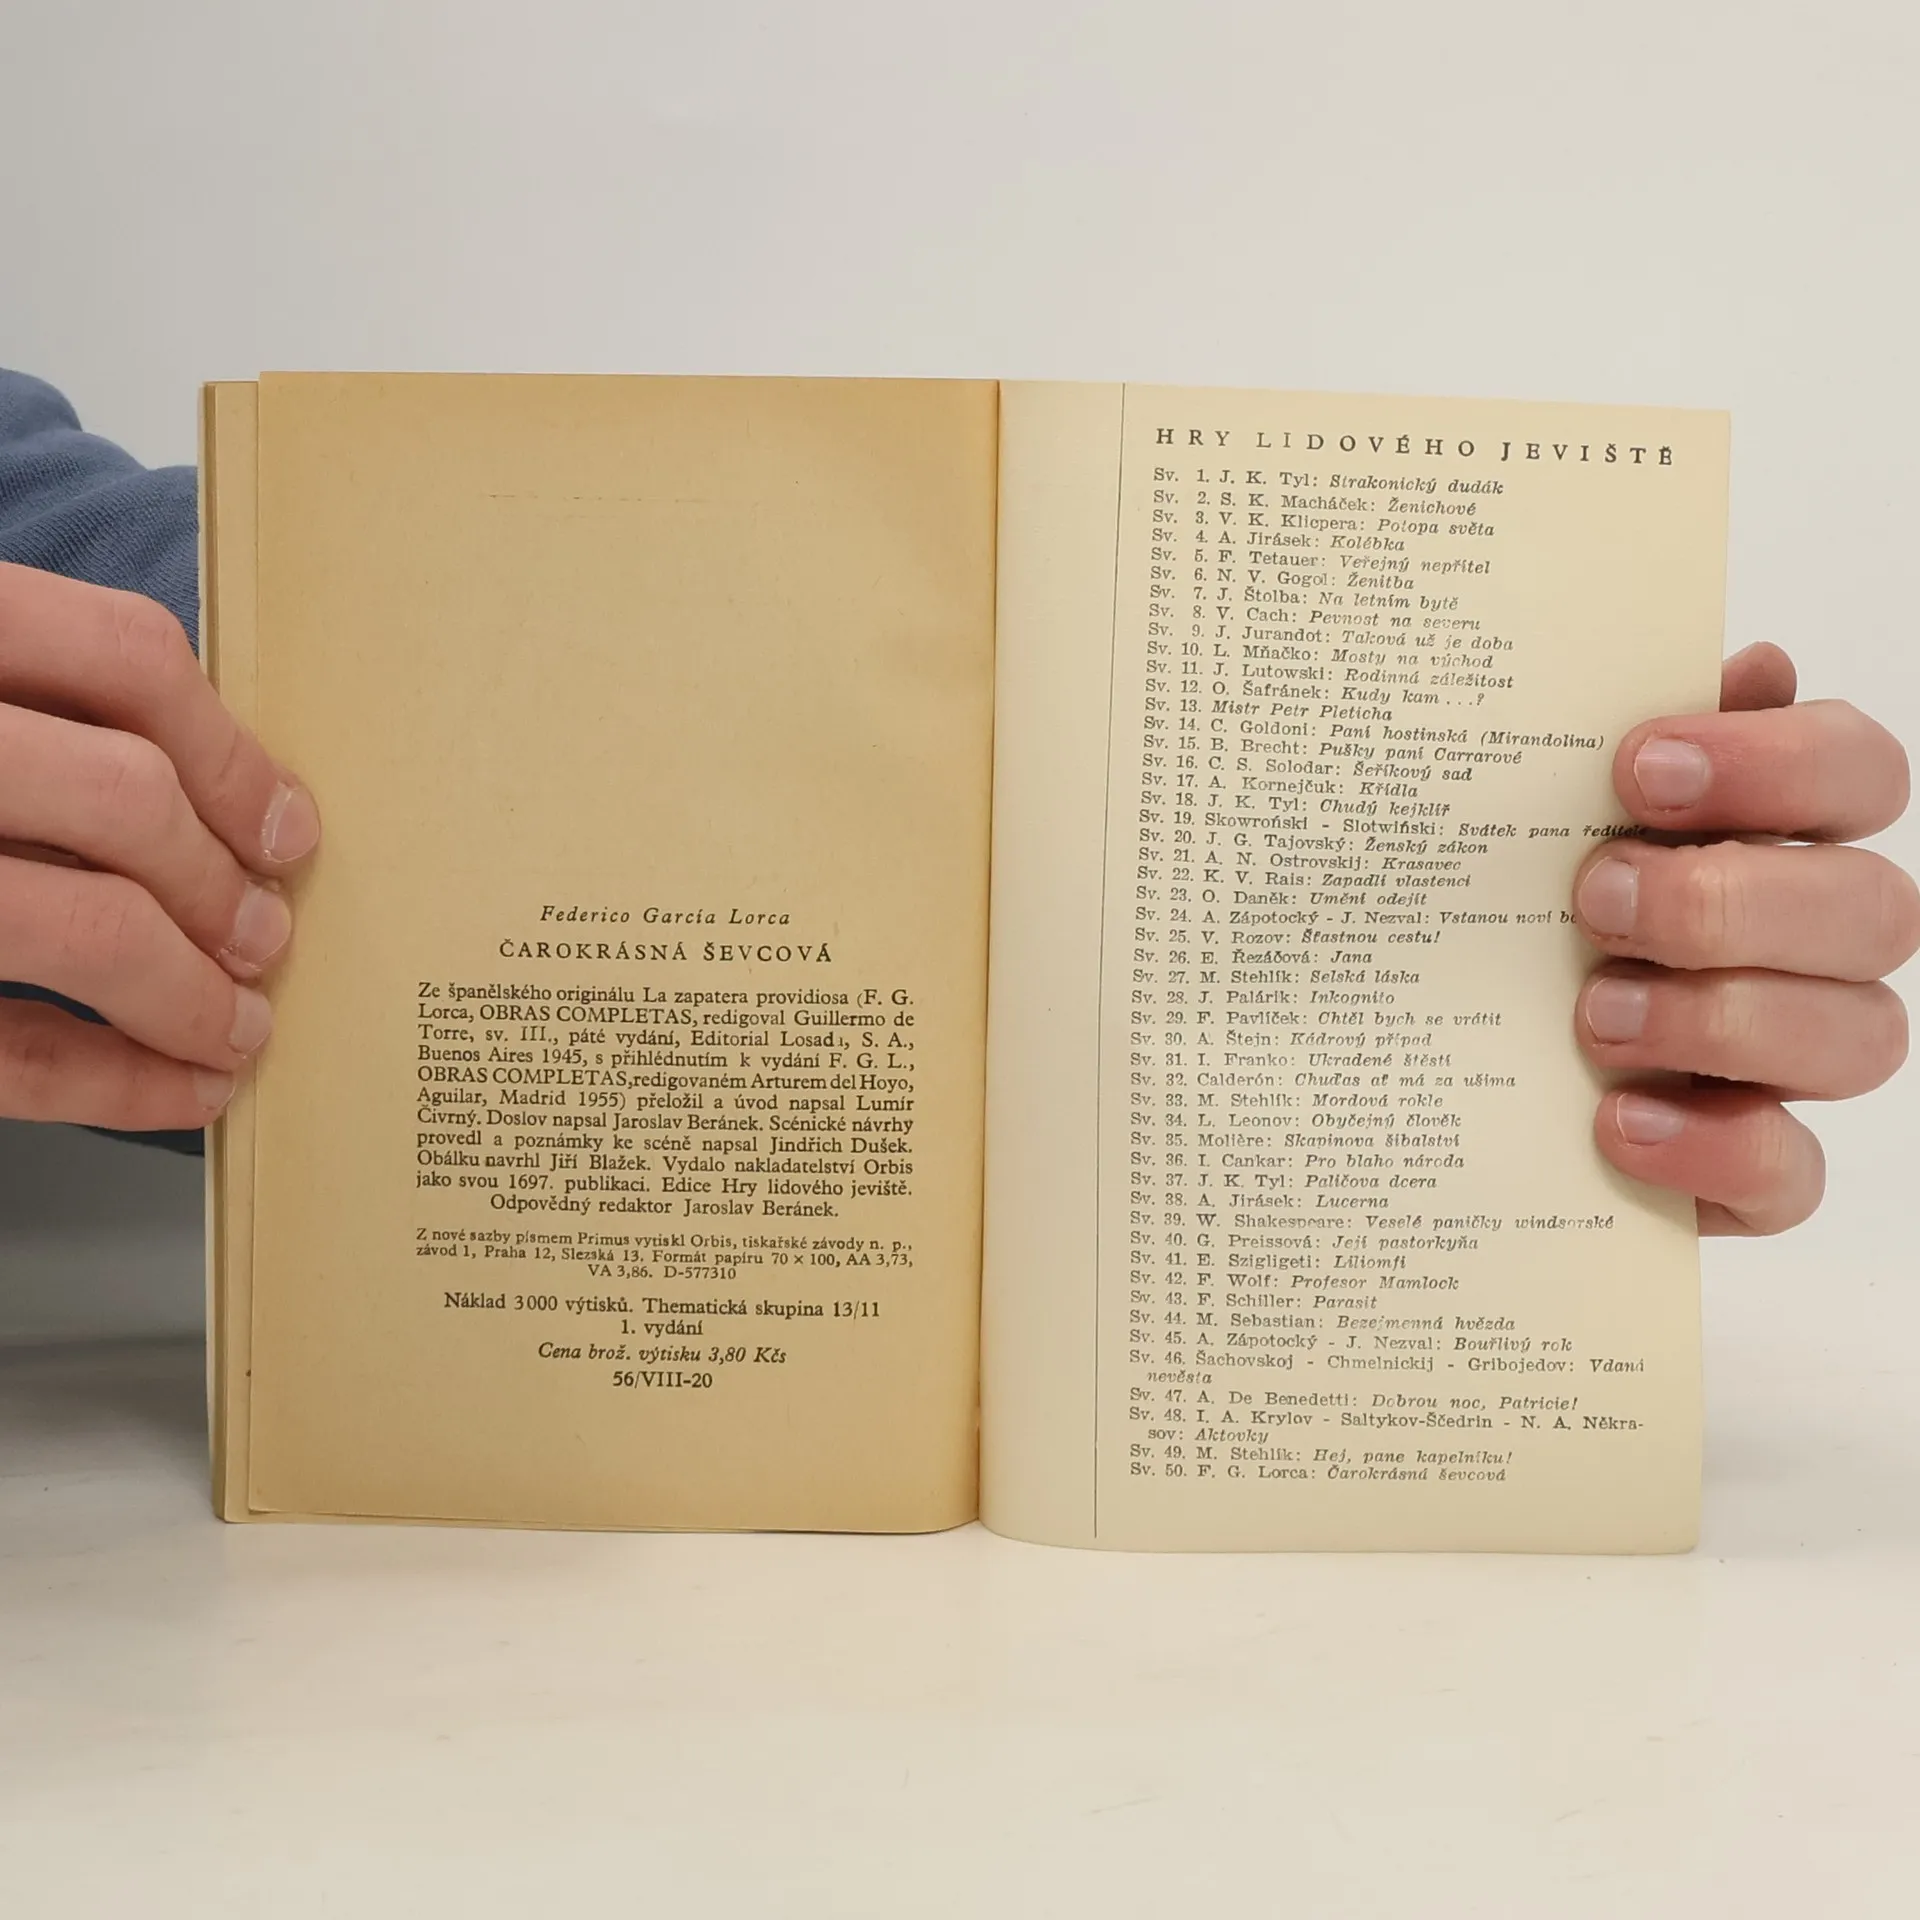 Federico García Lorca
ČAROKRÁSNÁ ŠEVCOVÁ
Ze španělského originálu La zapatera providiosa (F. G.
Lorca, OBRAS COMPLETAS, redigoval Guillermo de
Torre, sv. III., páté vydání, Editorial Losada, S. A.,
Buenos Aires 1945, s přihlédnutím k vydání F. G. L.,
OBRAS COMPLETAS,redigovaném Arturem del Hoyo,
Aguilar, Madrid 1955) přeložil a úvod napsal Lumír
Čivrný. Doslov napsal Jaroslav Beránek. Scénické návrhy
provedl a poznámky ke scéně napsal Jindřich Dušek.
Obálku navrhl Jiří Blažek. Vydalo nakladatelství Orbis
jako svou 1697. publikaci. Edice Hry lidového jeviště.
Odpovědný redaktor Jaroslav Beránek.
Z nové sazby písmem Primus vytiskl Orbis, tiskařské závody n. p.,
závod 1, Praha 12, Slezská 13. Formát papíru 70 × 100, AA 3,73,
VA 3,86. D-577310
Náklad 3000 výtisků. Thematická skupina 13/11
1. vydání
Cena brož. výtisku 3,80 Kčs
56/VIII-20
HRY LIDOVÉHO JEVIŠTĚ
Sv. 1. J. K. Tyl: Strakonický dudák
Sv. 2. S. K. Macháček: Ženichové
Sv. 3. V. K. Klicpera: Potopa světa
Sv. 4. A. Jirásek: Kolébka
Sv. 5. F. Tetauer: Veřejný nepřítel
Sv. 6. N. V. Gogol: Ženitba
Sv. 7. J. Štolba: Na letním bytě
Sv. 8. V. Cach: Pevnost na severu
Sv. 9. J. Jurandot: Taková už je doba
Sv. 10. L. Mňačko: Mosty na východ
Sv. 11. J. Lutowski: Rodinná záležitost
Sv. 12. O. Šafránek: Kudy kam . . .?
Sv. 13. Mistr Petr Pleticha
Sv. 14. C. Goldoni: Paní hostinská (Mirandolina)
Sv. 15. B. Brecht: Pušky paní Carrarové
Sv. 16. C. S. Solodar: Šeříkový sad
Sv. 17. A. Kornejčuk: Křídla
Sv. 18. J. K. Tyl: Chudý kejklíř
Sv. 19. Skowroński - Slotwiński: Svátek pana ředitele
Sv. 20. J. G. Tajovský: Ženský zákon
Sv. 21. A. N. Ostrovskij: Krasavec
Sv. 22. K. V. Rais: Zapadlí vlastenci
Sv. 23. O. Daněk: Umění odejít
Sv. 24. A. Zápotocký - J. Nezval: Vstanou noví
Sv. 25. V. Rozov: Šťastnou cestu!
Sv. 26. E. Řezáčová: Jana
Sv. 27. M. Stehlík: Selská láska
Sv. 28. J. Palárik: Inkognito
Sv. 29. F. Pavlíček: Chtěl bych se vrátit
Sv. 30. A. Štejn: Kádrový případ
Sv. 31. I. Franko: Ukradené štěstí
Sv. 32. Calderón: Chuďas ať má za ušima
Sv. 33. M. Stehlík: Mordová rokle
Sv. 34. L. Leonov: Obyčejný člověk
Sv. 35. Molière: Skapinova šibalství
Sv. 36. I. Cankar: Pro blaho národa
Sv. 37. J. K. Tyl: Paličova dcera
Sv. 38. A. Jirásek: Lucerna
Sv. 39. W. Shakespeare: Veselé paničky windsorské
Sv. 40. G. Preissová: Její pastorkyňa
Sv. 41. E. Szigligeti: Liliomfi
Sv. 42. F. Wolf: Profesor Mamlock
Sv. 43. F. Schiller: Parasit
Sv. 44. M. Sebastian: Bezejmenná hvězda
Sv. 45. A. Zápotocký - J. Nezval: Bouřlivý rok
Sv. 46. Šachovskoj - Chmelnickij - Gribojedov: Vdaná
nevěsta
Sv. 47. A. De Benedetti: Dobrou noc, Patricie!
Sv. 48. I. A. Krylov - Saltykov-Ščedrin - N. A. Někra-
sov: Aktovky
Sv. 49. M. Stehlík: Hej, pane kapelníku!
Sv. 50. F. G. Lorca: Čarokrásná ševcová